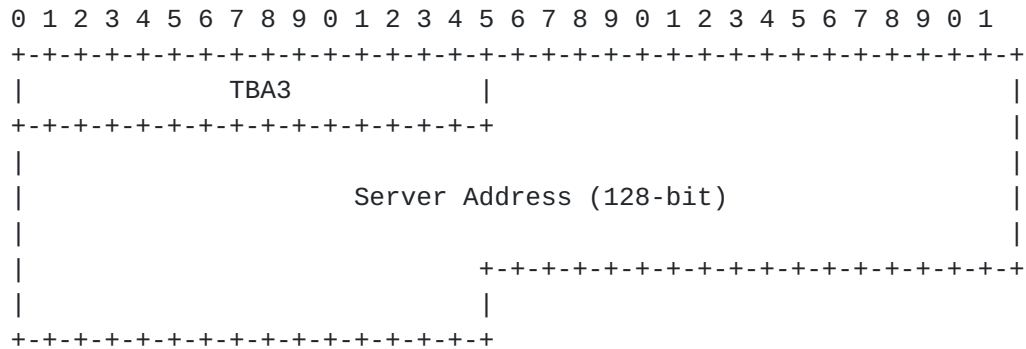 0 1 2 3 4 5 6 7 8 9 0 1 2 3 4 5 6 7 8 9 0 1 2 3 4 5 6 7 8 9 0 1
+-+-+-+-+-+-+-+-+-+-+-+-+-+-+-+-+-+-+-+-+-+-+-+-+-+-+-+-+-+-+-+-+
|             TBA3            |                                 |
+-+-+-+-+-+-+-+-+-+-+-+-+-+-+-+                                 |
|                                                               |
|                     Server Address (128-bit)                  |
|                                                               |
|                             +-+-+-+-+-+-+-+-+-+-+-+-+-+-+-+-+-+
|                             |
+-+-+-+-+-+-+-+-+-+-+-+-+-+-+-+